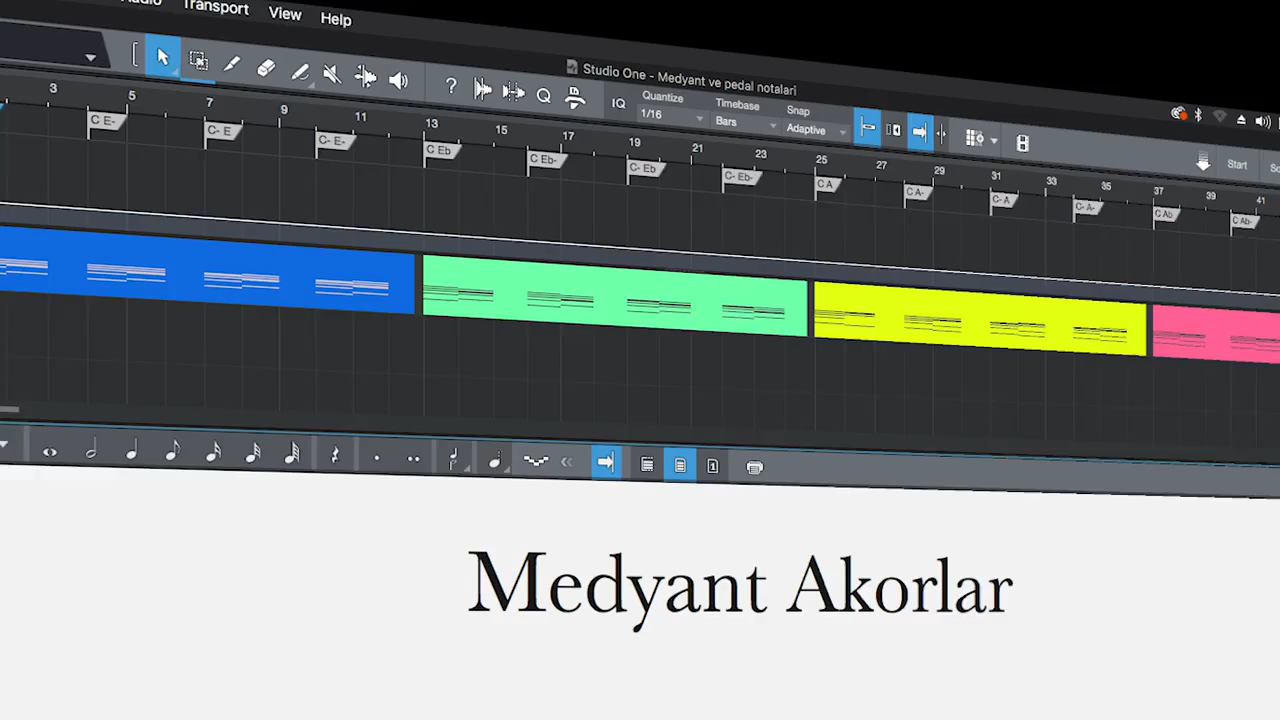 Transport View Help
Studio One - Medyant ve pedal notalari
? IQ Quantize Timebase Snap
1/16 Bars Adaptive
Start
3 5 7 9 11 13 15 17 19 21 23 25 27 29 31 33 35 37 39 41
C E- C- E C- E- C Eb C Eb- C- Eb C- Eb- C A C A- C- A C- A- C Ab C Ab-
1
Medyant Akorlar